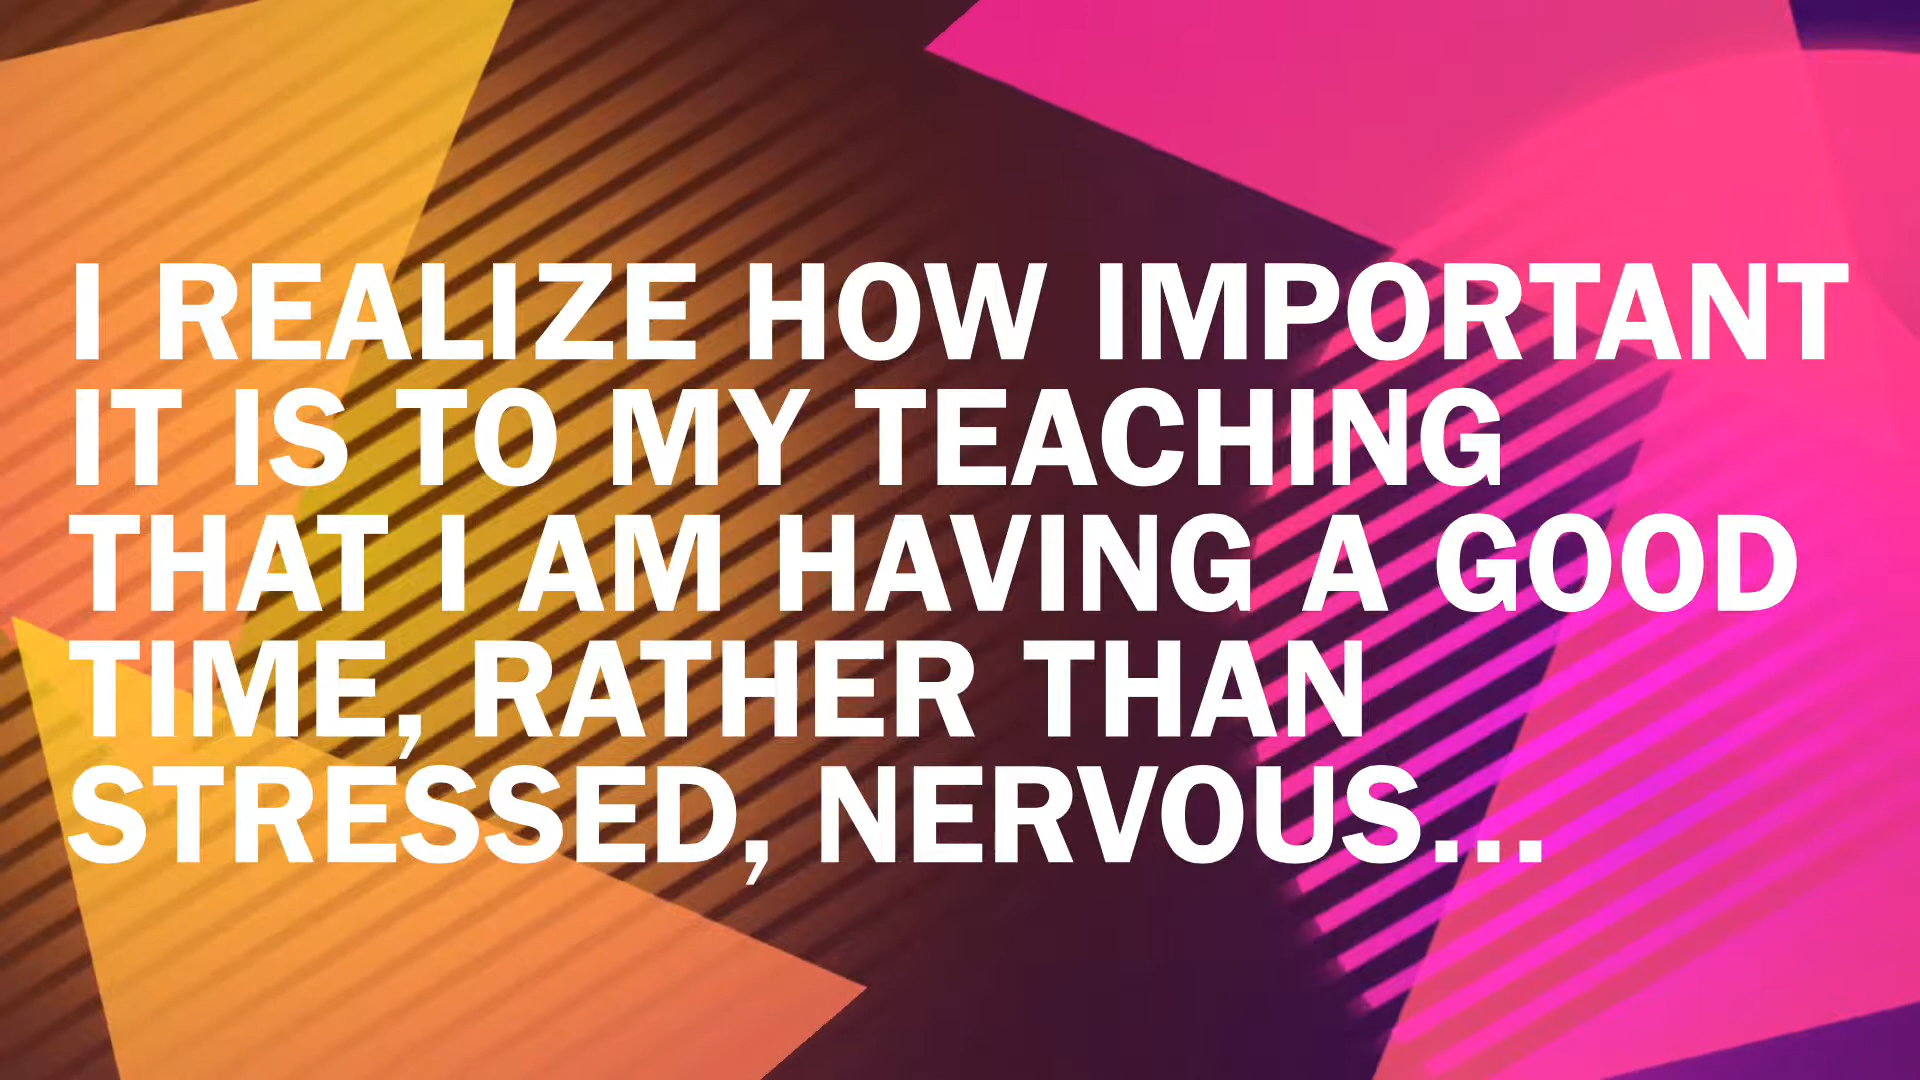 I REALIZE HOW IMPORTANT
IT IS TO MY TEACHING
THAT I AM HAVING A GOOD
TIME, RATHER THAN
STRESSED, NERVOUS...